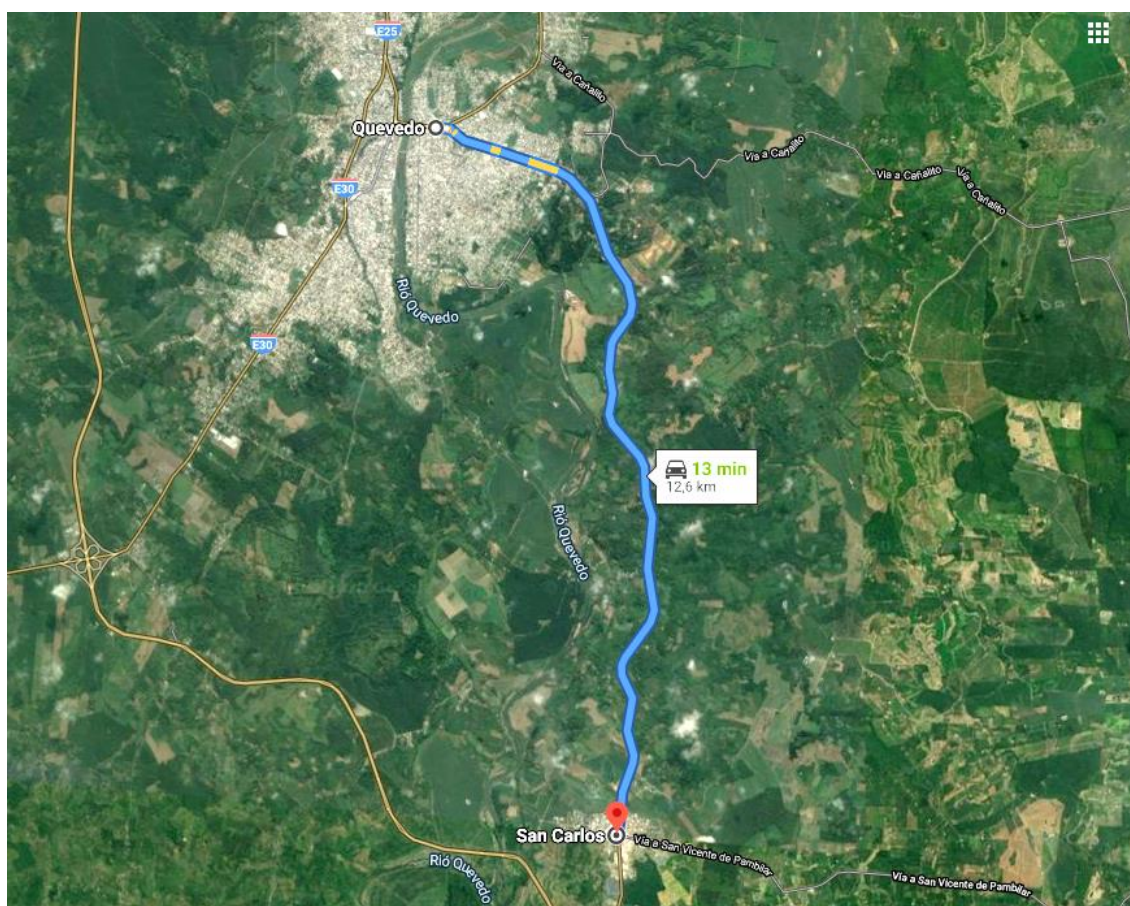 E25
Vía a Cañalito
Quevedo
Vía a Cañalito
Vía a Cañalito
Vía a Cañalito
E30
Rió Quevedo
E30
13 min
12,6 km
Rió Quevedo
San Carlos
Vía a San Vicente de Pambilar
Rió Quevedo
Vía a San Vicente de Pambilar